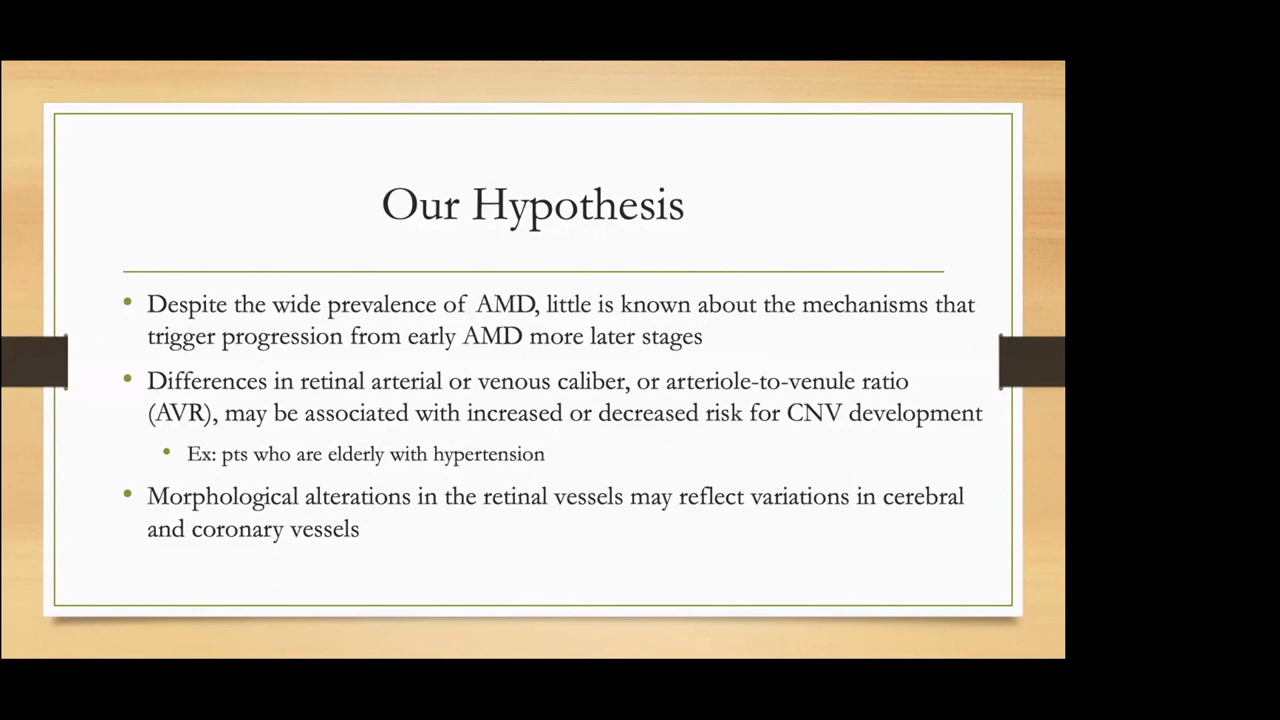 Our Hypothesis
• Despite the wide prevalence of AMD, little is known about the mechanisms that
trigger progression from early AMD more later stages
• Differences in retinal arterial or venous caliber, or arteriole-to-venule ratio
(AVR), may be associated with increased or decreased risk for CNV development
• Ex: pts who are elderly with hypertension
• Morphological alterations in the retinal vessels may reflect variations in cerebral
and coronary vessels